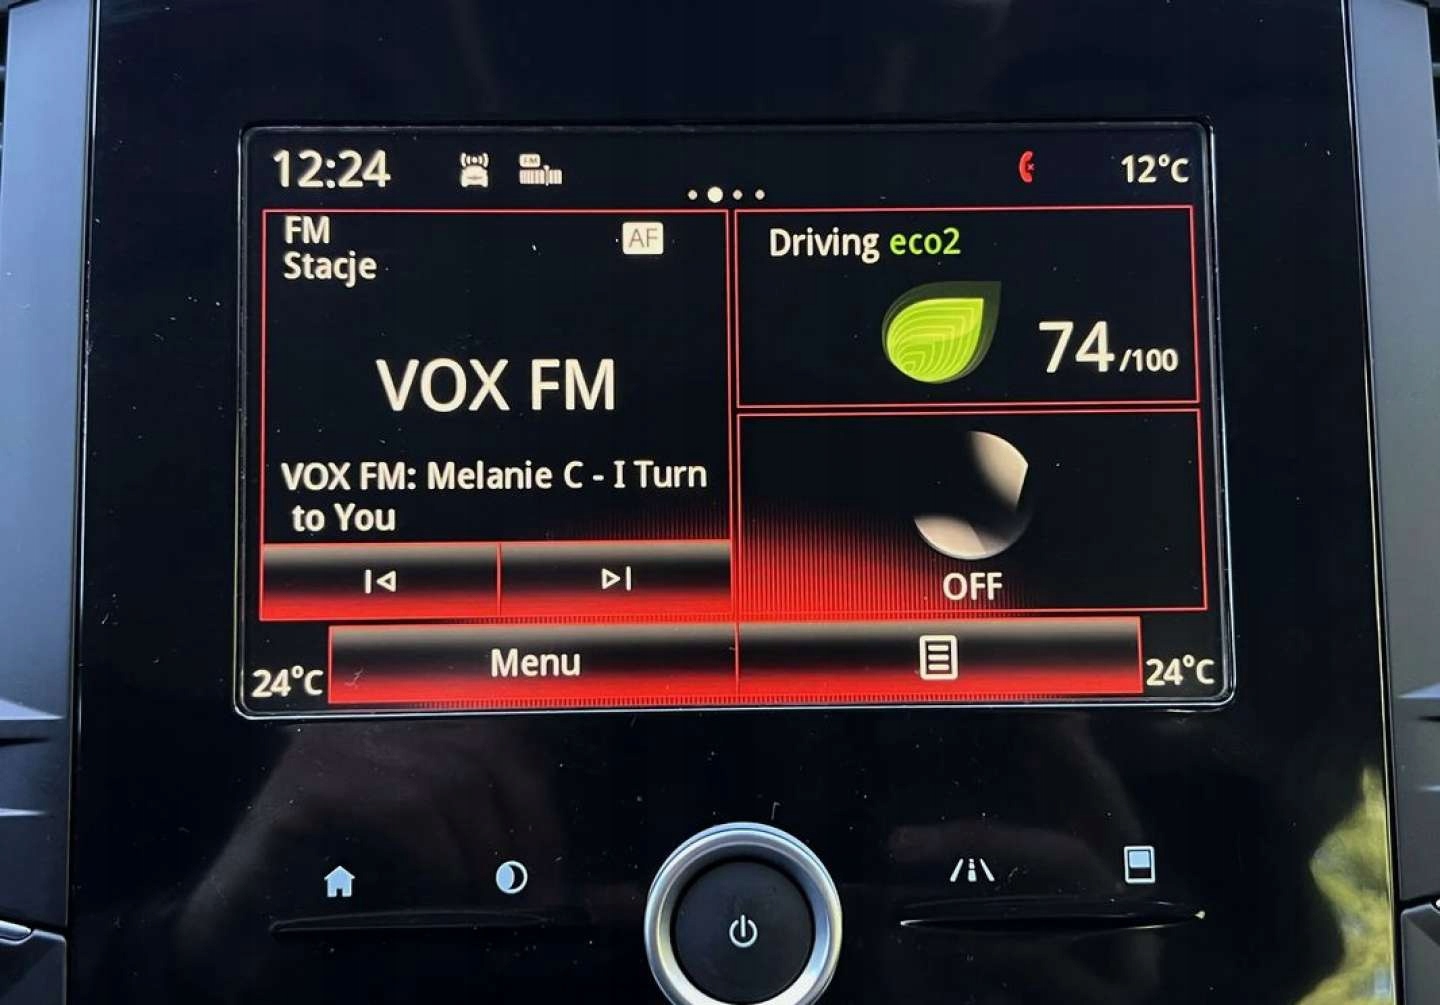 12:24
FM
12°C
FM
Stacje
AF
VOX FM
VOX FM: Melanie C - I Turn
to You
Driving eco2
74/100
OFF
24°C
Menu
24°C